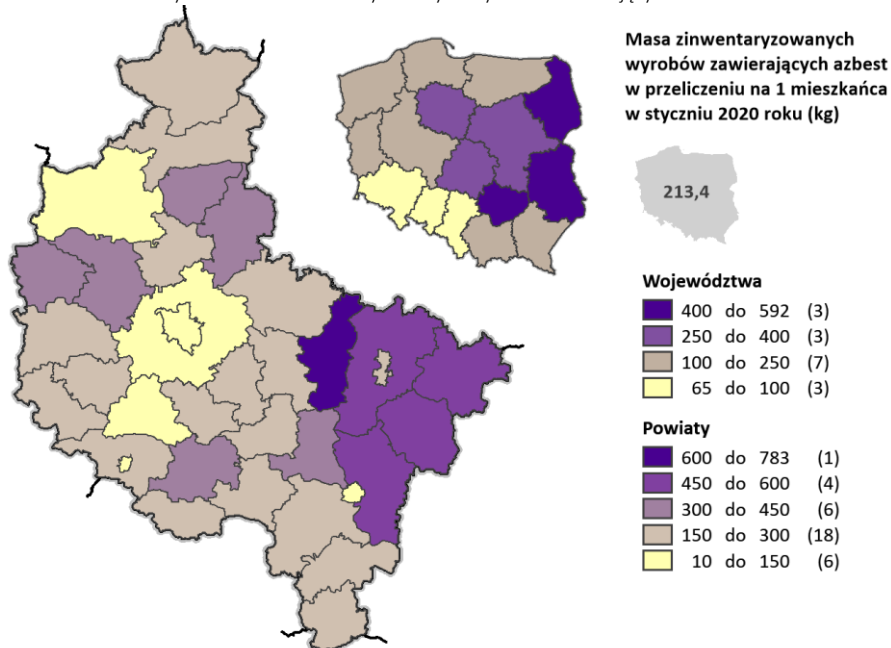 Masa zinwentaryzowanych
wyrobów zawierających azbest
w przeliczeniu na 1 mieszkańca
w styczniu 2020 roku (kg)
213,4
Województwa
400 do 592 (3)
250 do 400 (3)
100 do 250 (7)
65 do 100 (3)
Powiaty
600 do 783 (1)
450 do 600 (4)
300 do 450 (6)
150 do 300 (18)
10 do 150 (6)